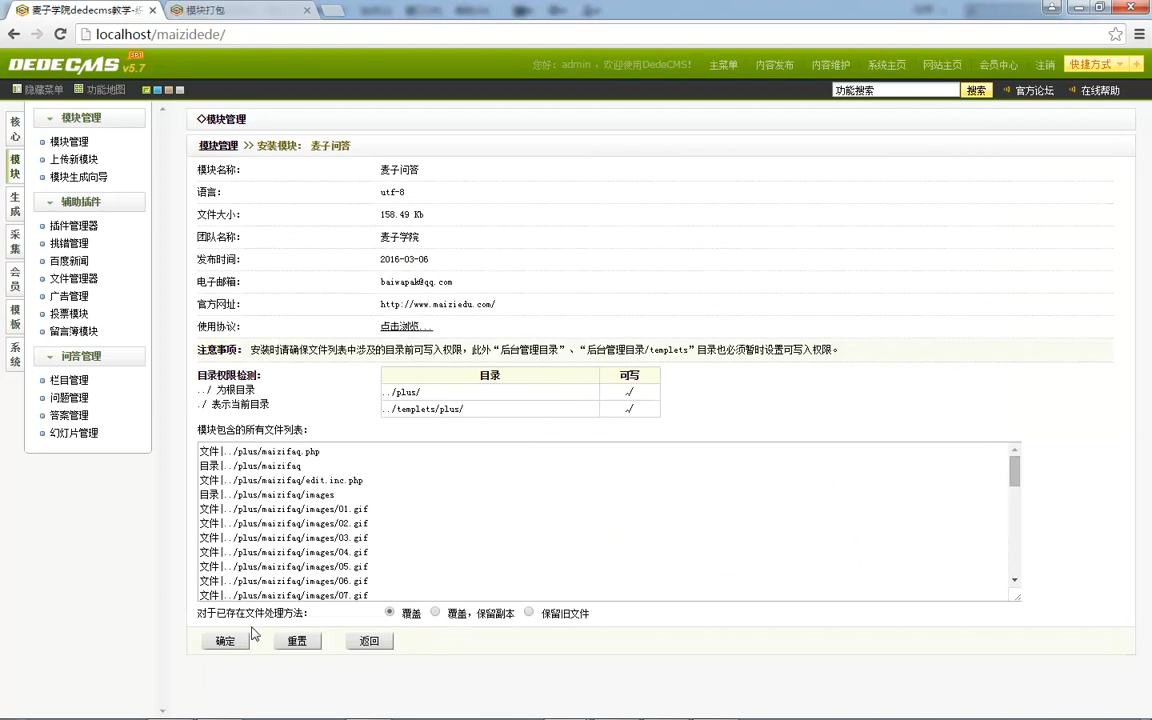 麦子学院dedecms教学-织
模块打包
localhost/maizidede/
DEDECMS v5.7
您好: admin , 欢迎使用DedeCMS!
主菜单
内容发布
内容维护
系统主页
网站主页
会员中心
注销
快捷方式
隐藏菜单
功能地图
功能搜索
搜索
官方论坛
在线帮助
核心
模块
生成
采集
会员
模板
系统
模块管理
模块管理
上传新模块
模块生成向导
辅助插件
插件管理器
挑错管理
百度新闻
文件管理器
广告管理
投票模块
留言簿模块
问答管理
栏目管理
问题管理
答案管理
幻灯片管理
◇模块管理
模块管理 >> 安装模块: 麦子问答
模块名称: 麦子问答
语言: utf-8
文件大小: 158.49 Kb
团队名称: 麦子学院
发布时间: 2016-03-06
电子邮箱: baiwapak@qq.com
官方网址: http://www.maiziedu.com/
使用协议: 点击浏览...
注意事项: 安装时请确保文件列表中涉及的目录前可写入权限,此外“后台管理目录”、“后台管理目录/templets”目录也必须暂时设置可写入权限。
目录权限检测:
../ 为根目录
./ 表示当前目录
目录 可写
../plus/ √
../templets/plus/ √
模块包含的所有文件列表:
文件|../plus/maizifaq.php
目录|../plus/maizifaq
文件|../plus/maizifaq/edit.inc.php
目录|../plus/maizifaq/images
文件|../plus/maizifaq/images/01.gif
文件|../plus/maizifaq/images/02.gif
文件|../plus/maizifaq/images/03.gif
文件|../plus/maizifaq/images/04.gif
文件|../plus/maizifaq/images/05.gif
文件|../plus/maizifaq/images/06.gif
文件|../plus/maizifaq/images/07.gif
对于已存在文件处理方法: 覆盖 覆盖,保留副本 保留旧文件
确定 重置 返回